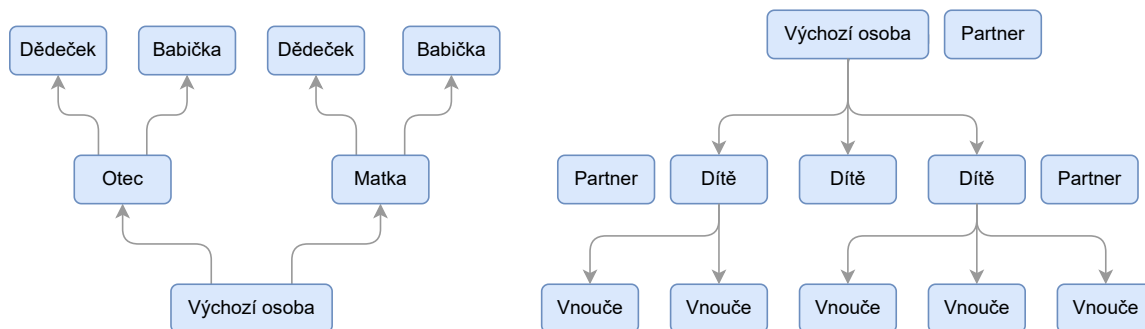 Dědeček
Babička
Dědeček
Babička
Otec
Matka
Výchozí osoba
Výchozí osoba
Partner
Partner
Dítě
Dítě
Dítě
Partner
Vnouče
Vnouče
Vnouče
Vnouče
Vnouče